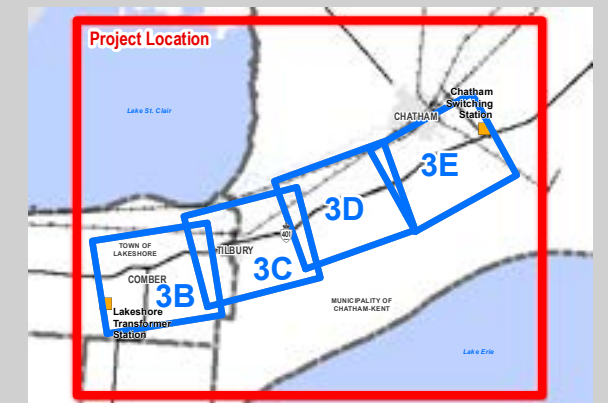 Project Location
Lake St. Clair
Chatham
Switching
Station
CHATHAM
3E
3D
401
TOWN OF
LAKESHORE
TILBURY
3C
COMBER
3B
MUNICIPALITY OF
CHATHAM-KENT
Lakeshore
Transformer
Station
Lake Erie